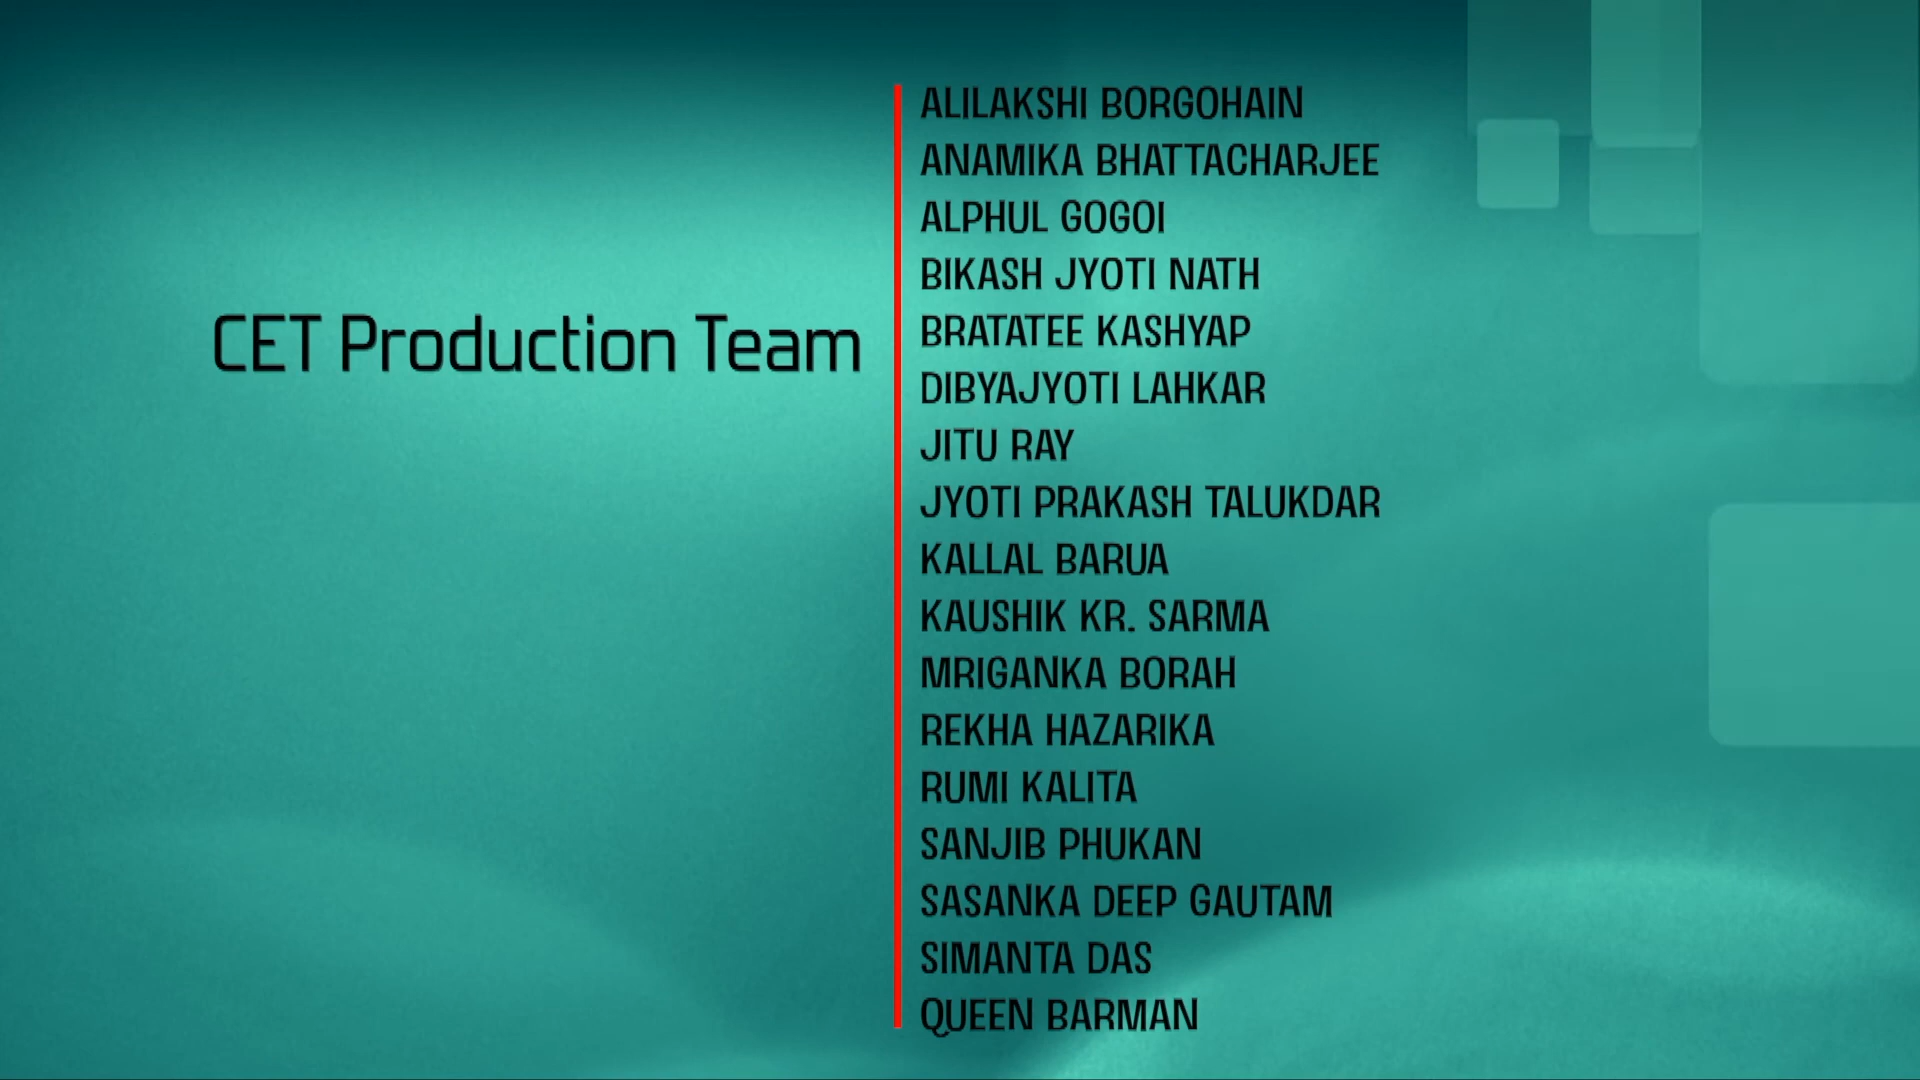 CET Production Team
ALILAKSHI BORGOHAIN
ANAMIKA BHATTACHARJEE
ALPHUL GOGOI
BIKASH JYOTI NATH
BRATATEE KASHYAP
DIBYAJYOTI LAHKAR
JITU RAY
JYOTI PRAKASH TALUKDAR
KALLAL BARUA
KAUSHIK KR. SARMA
MRIGANKA BORAH
REKHA HAZARIKA
RUMI KALITA
SANJIB PHUKAN
SASANKA DEEP GAUTAM
SIMANTA DAS
QUEEN BARMAN